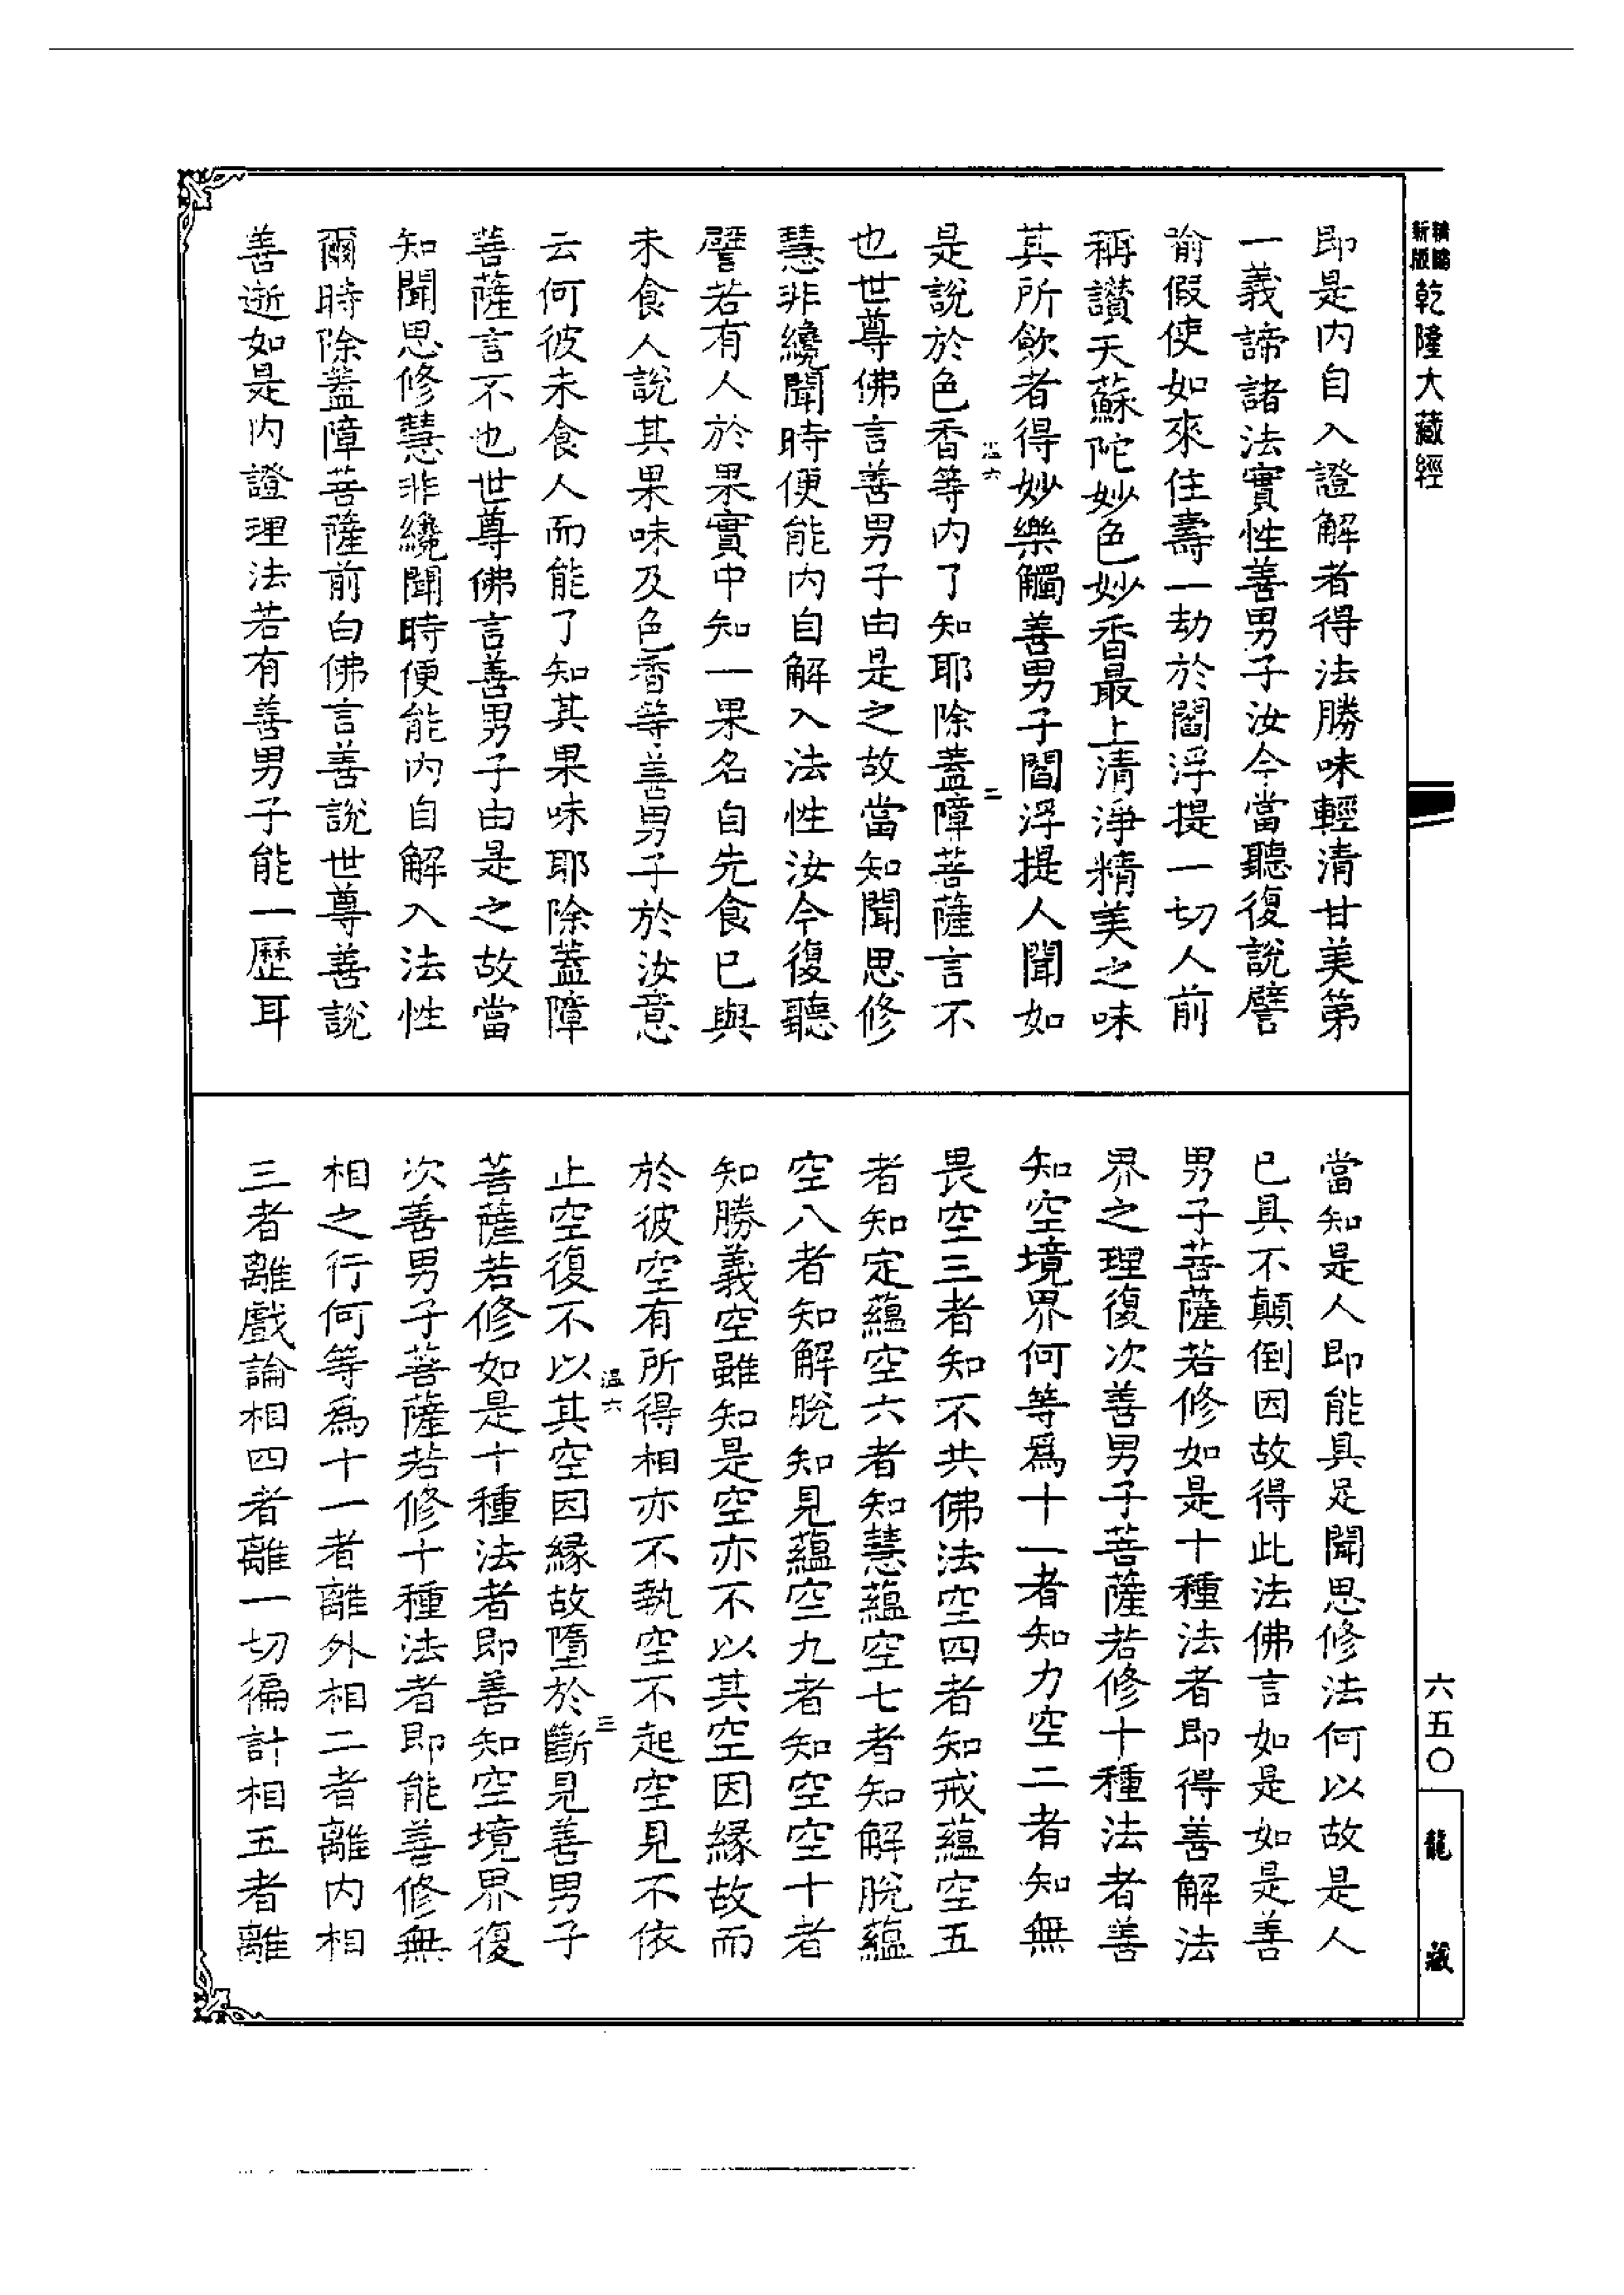 新版
乾隆大藏經
即是内自入證解者得法勝味輕清甘美第
一義諦諸法實性善男子汝今當聽復說譬
喻假使如來住壽一劫於閻浮提一切人前
稱讚天蘇陀妙色妙香最上清淨精美之味
其所飲者得妙樂觸善男子閻浮提人聞如
溫六
二
是說於色香等内了知耶除蓋障菩薩言不
也世尊佛言善男子由是之故當知聞思修
慧非纔聞時便能内自解入法性汝今復聽
譬若有人於果實中知一果名自先食已與
未食人說其果味及色香等善男子於汝意
云何彼未食人而能了知其果味耶除蓋障
菩薩言不也世尊佛言善男子由是之故當
知聞思修慧非纔聞時便能内自解入法性
爾時除蓋障菩薩前白佛言善說世尊善說
善逝如是内證理法若有善男子能一歷耳
當知是人即能具足聞思修法何以故是人
已具不顛倒因故得此法佛言如是如是善
男子菩薩若修如是十種法者即得善解法
界之理復次善男子菩薩若修十種法者善
知空境界何等爲十一者知力空二者知無
畏空三者知不共佛法空四者知戒蘊空五
者知定蘊空六者知慧蘊空七者知解脫蘊
空八者知解脫知見蘊空九者知空空十者
知勝義空雖知是空亦不以其空因緣故而
於彼空有所得相亦不執空不起空見不依
溫六
三
止空復不以其空因緣故墮於斷見善男子
菩薩若修如是十種法者即善知空境界復
次善男子菩薩若修十種法者即能善修無
相之行何等爲十一者離外相二者離内相
三者離戲論相四者離一切徧計相五者離
六五〇
龍藏